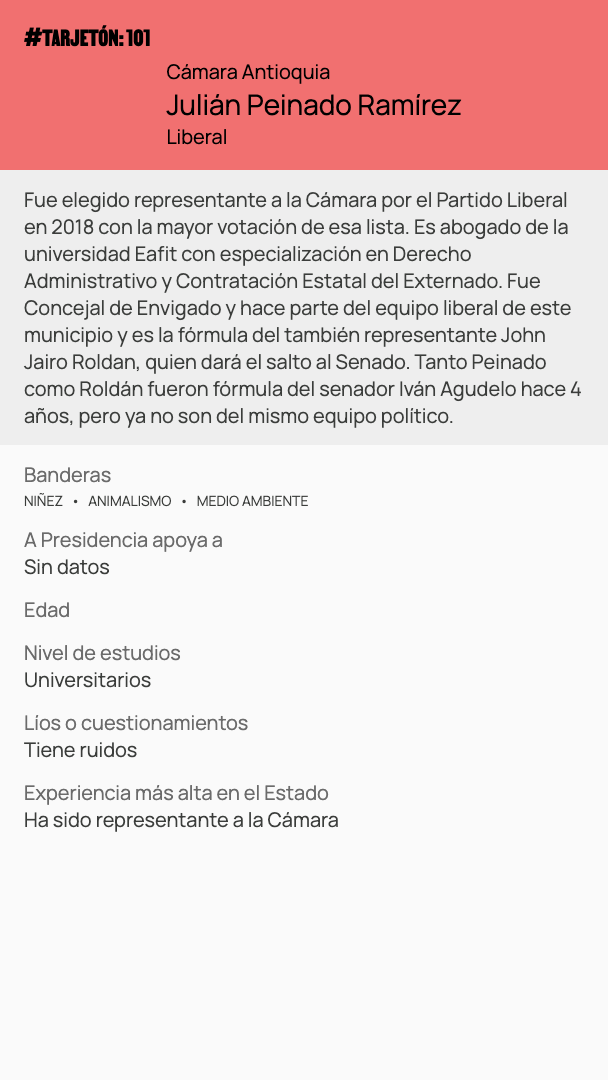 #TARJETÓN: 101
Cámara Antioquia
Julián Peinado Ramírez
Liberal
Fue elegido representante a la Cámara por el Partido Liberal
en 2018 con la mayor votación de esa lista. Es abogado de la
universidad Eafit con especialización en Derecho
Administrativo y Contratación Estatal del Externado. Fue
Concejal de Envigado y hace parte del equipo liberal de este
municipio y es la fórmula del también representante John
Jairo Roldan, quien dará el salto al Senado. Tanto Peinado
como Roldán fueron fórmula del senador Iván Agudelo hace 4
años, pero ya no son del mismo equipo político.
Banderas
NIÑEZ • ANIMALISMO • MEDIO AMBIENTE
A Presidencia apoya a
Sin datos
Edad
Nivel de estudios
Universitarios
Líos o cuestionamientos
Tiene ruidos
Experiencia más alta en el Estado
Ha sido representante a la Cámara